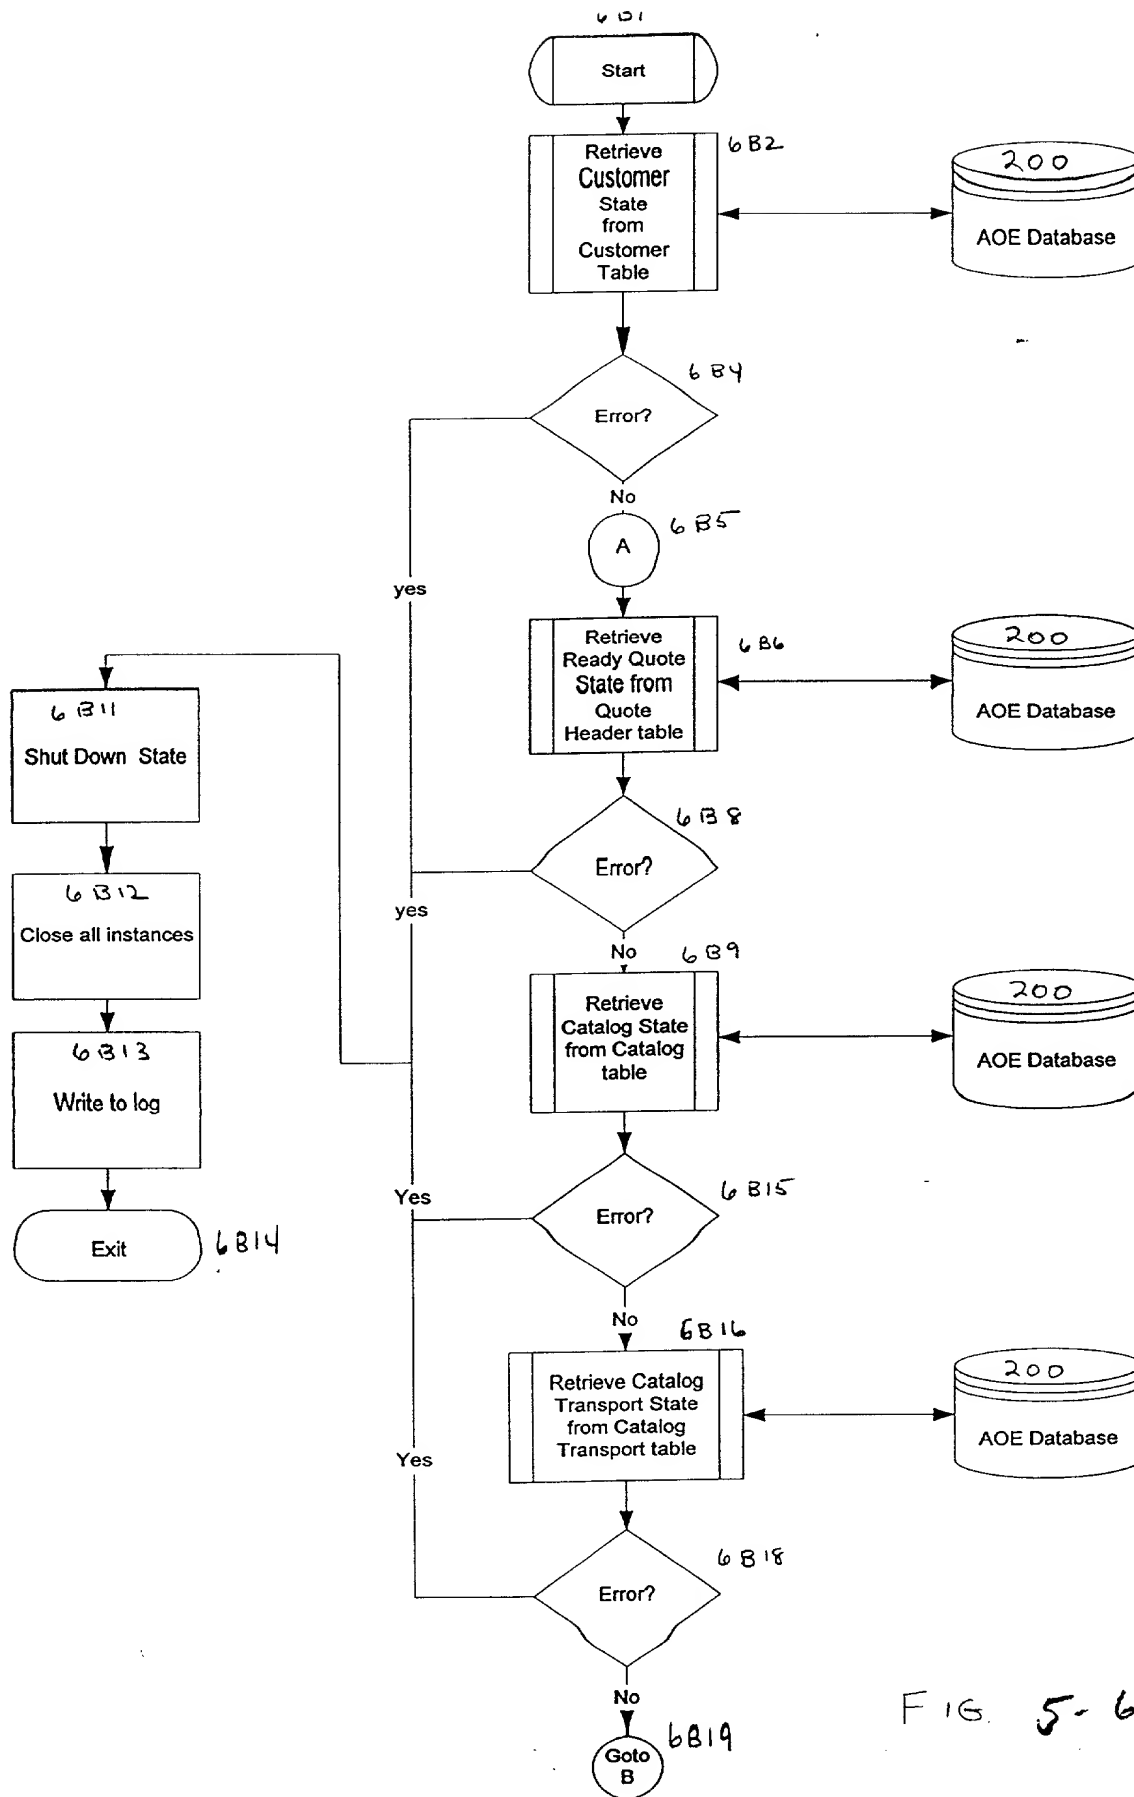 6B1
Start
Retrieve
Customer
State
from
Customer
Table
6B2
200
AOE Database
6B4
Error?
No
A
6B5
yes
Retrieve
Ready Quote
State from
Quote
Header table
6B6
200
AOE Database
6B11
Shut Down State
6B8
Error?
yes
No
6B12
Close all instances
6B9
Retrieve
Catalog State
from Catalog
table
200
AOE Database
6B13
Write to log
Yes
6B15
Error?
Exit
6B14
No
6B16
Retrieve Catalog
Transport State
from Catalog
Transport table
200
AOE Database
Yes
6B18
Error?
No
Goto
B
6B19
FIG. 5-6